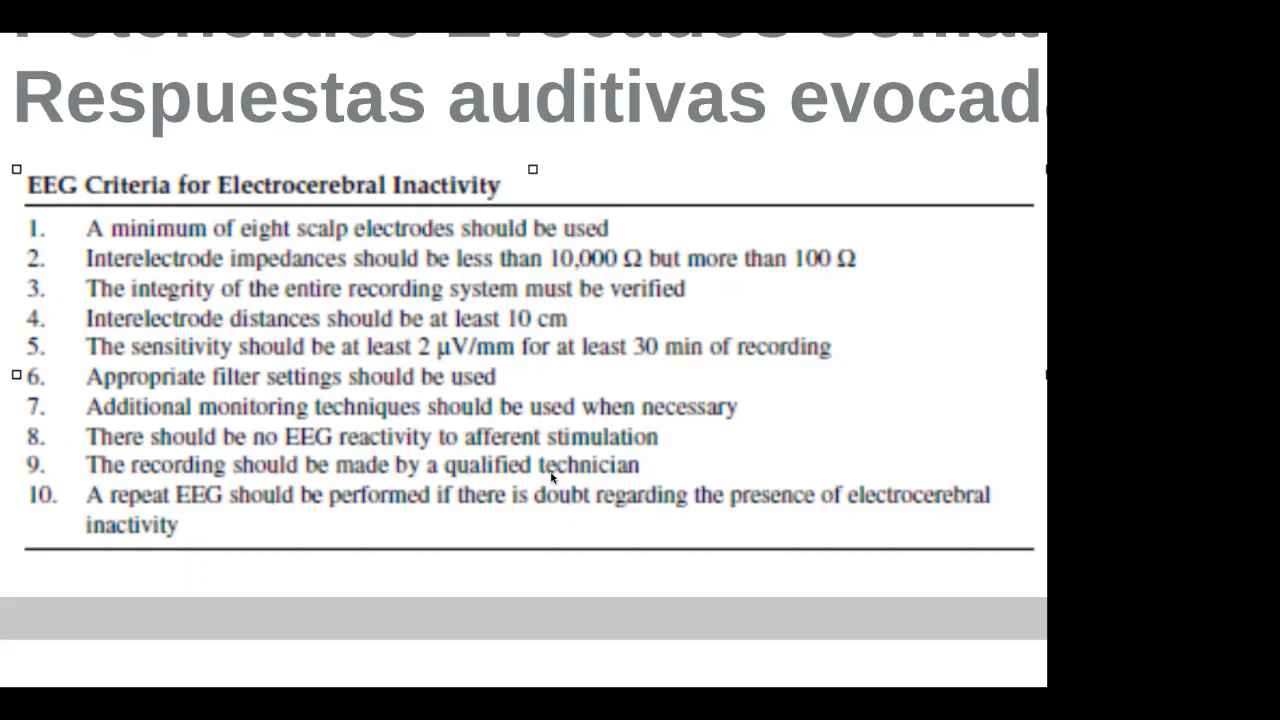 Respuestas auditivas
EEG Criteria for Electrocerebral Inactivity
1. A minimum of eight scalp electrodes should be used
2. Interelectrode impedances should be less than 10,000 Ω but more than 100 Ω
3. The integrity of the entire recording system must be verified
4. Interelectrode distances should be at least 10 cm
5. The sensitivity should be at least 2 µV/mm for at least 30 min of recording
6. Appropriate filter settings should be used
7. Additional monitoring techniques should be used when necessary
8. There should be no EEG reactivity to afferent stimulation
9. The recording should be made by a qualified technician
10. A repeat EEG should be performed if there is doubt regarding the presence of electrocerebral
inactivity